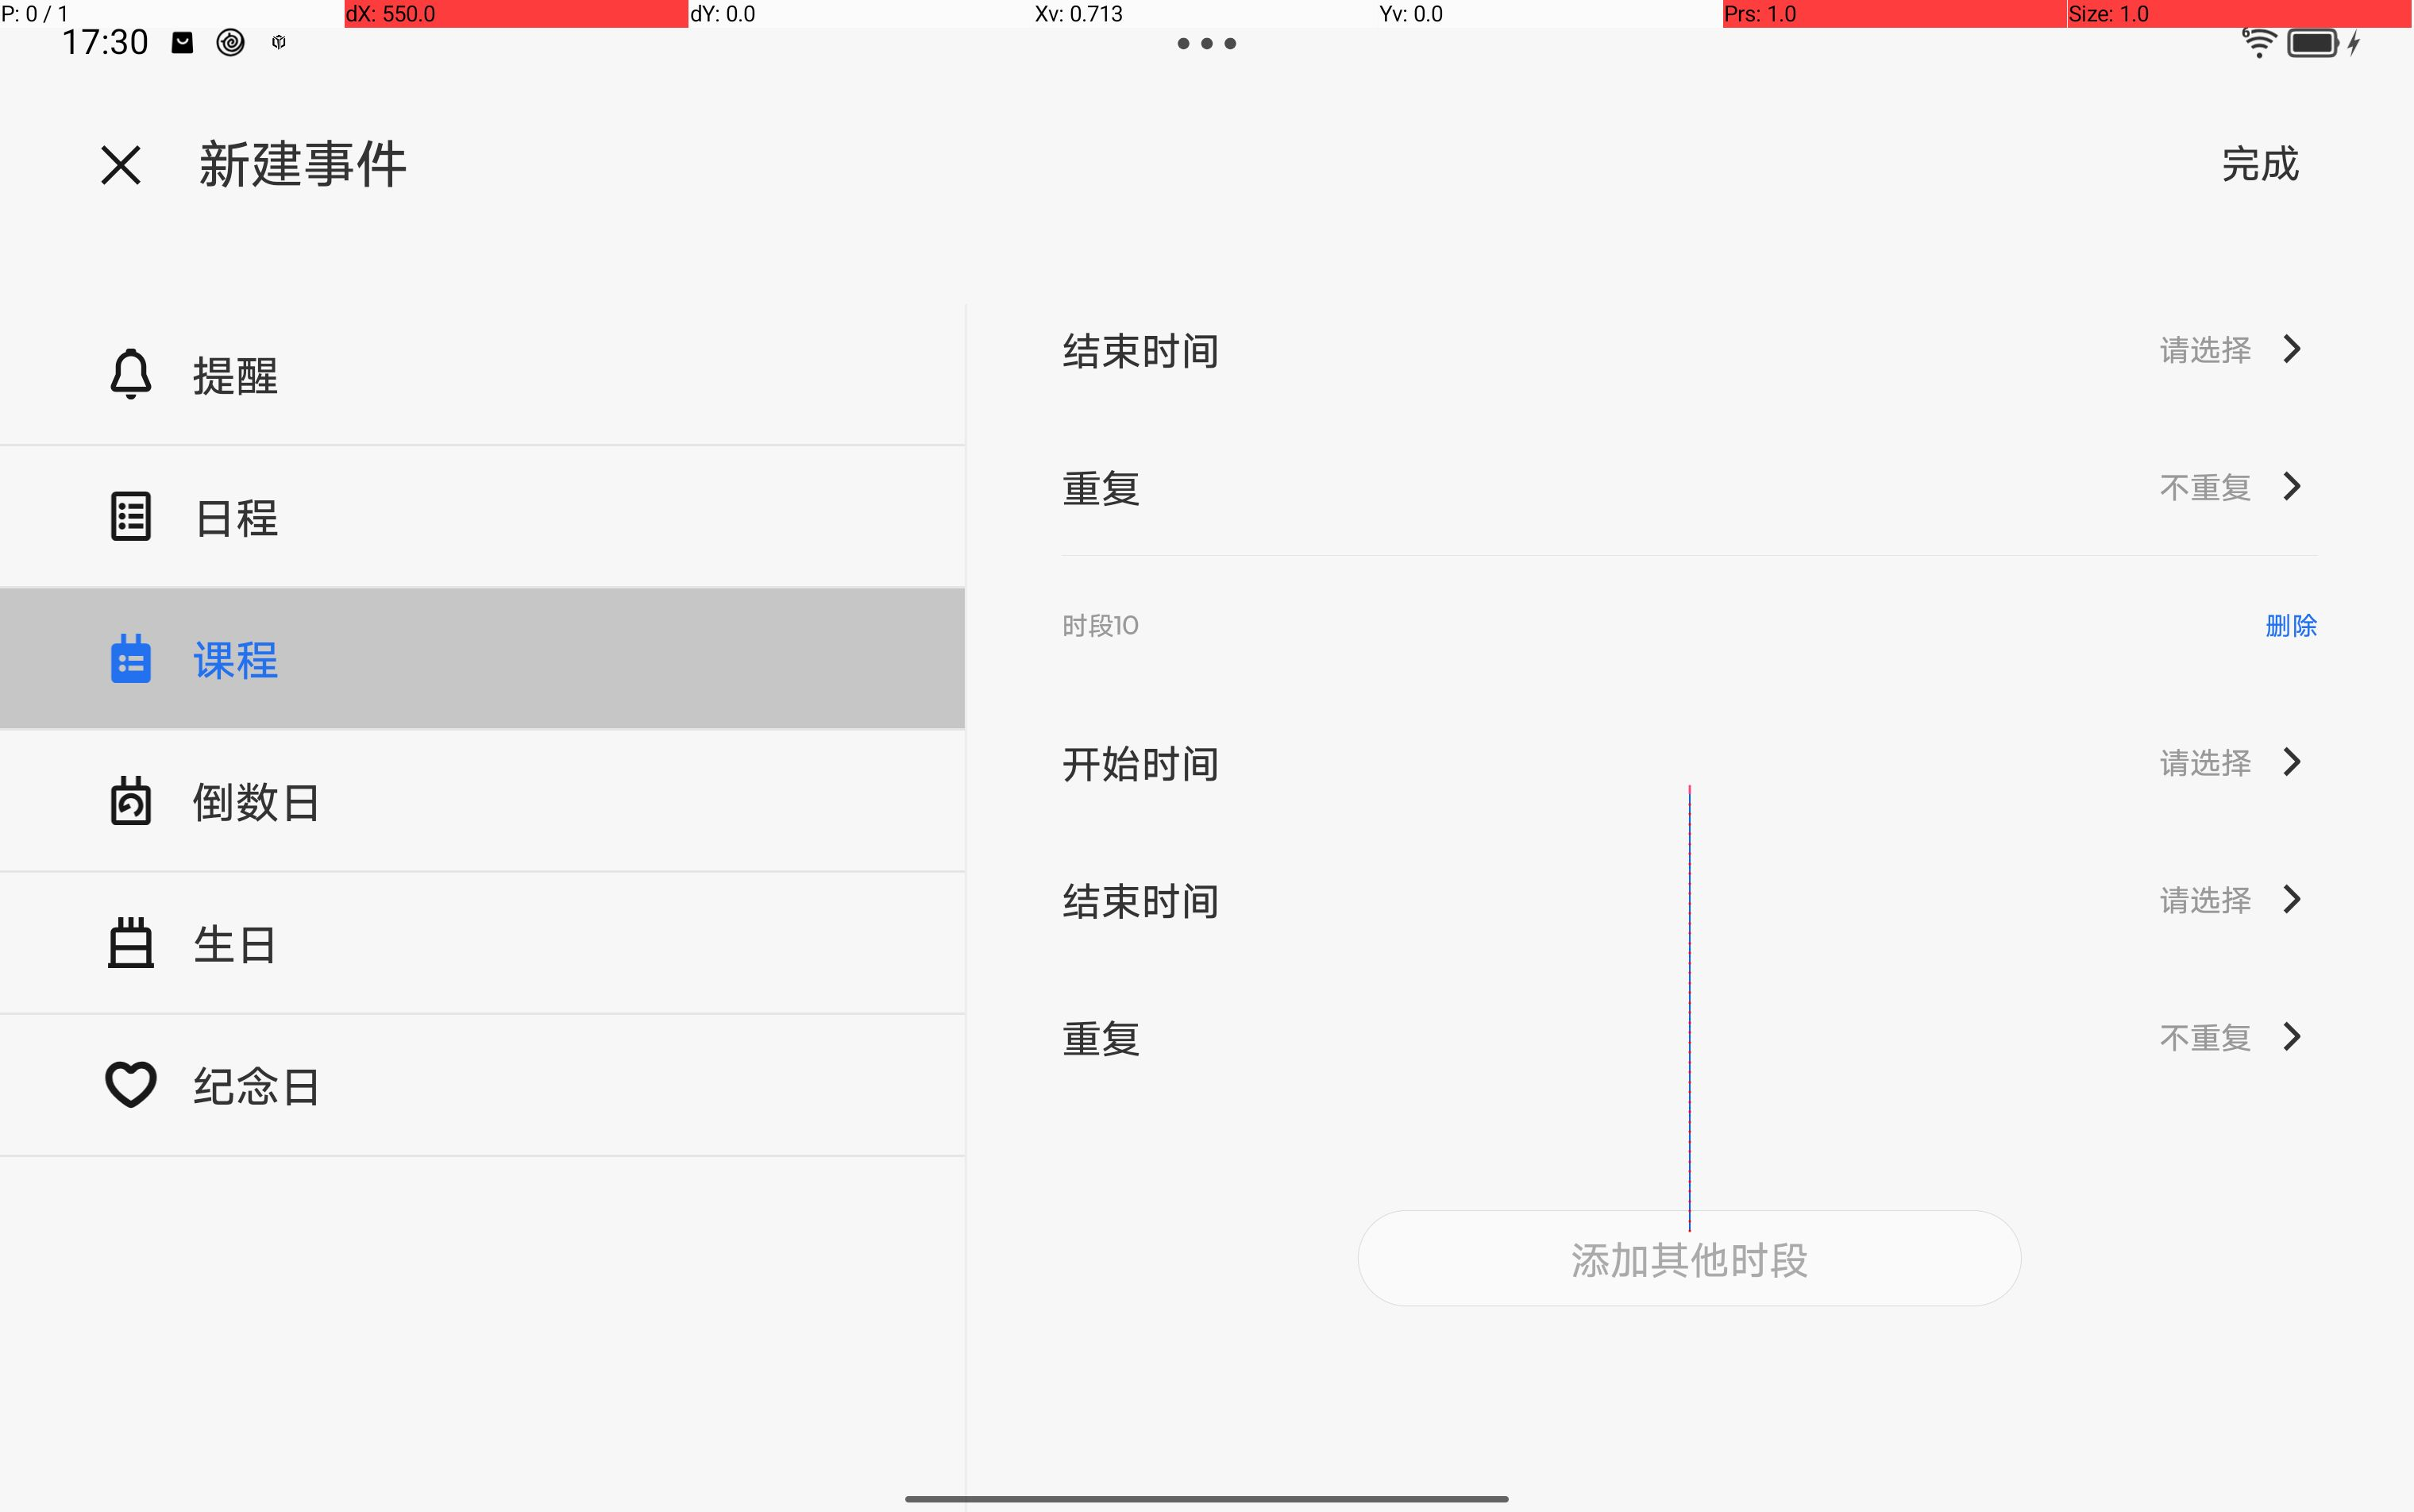 P: 0 / 1 dX: 550.0 dY: 0.0 Xv: 0.713 Yv: 0.0 Prs: 1.0 Size: 1.0
17:30 6
新建事件 完成
提醒
日程
课程
倒数日
生日
纪念日
结束时间 请选择
重复 不重复
时段10 删除
开始时间 请选择
结束时间 请选择
重复 不重复
添加其他时段